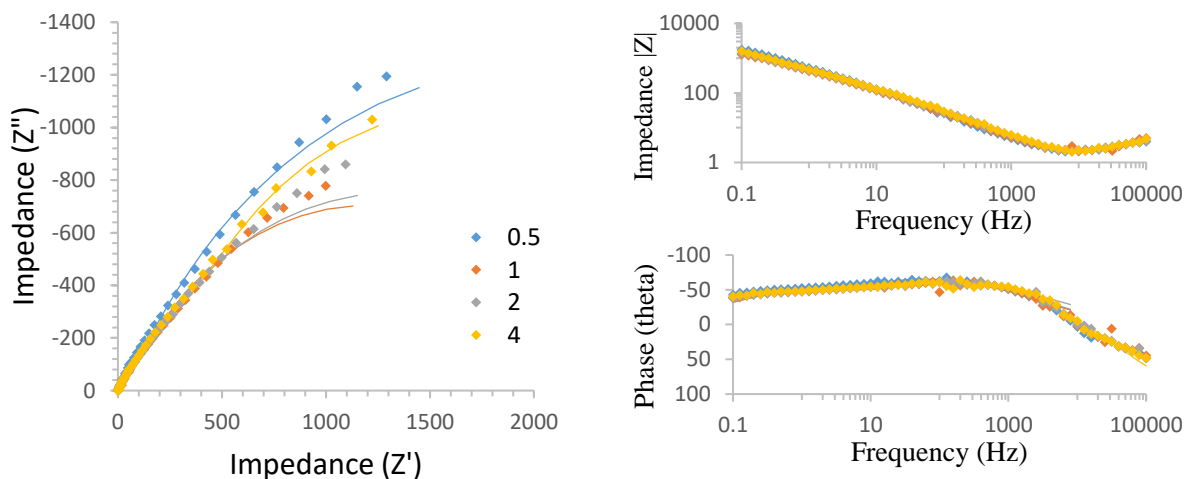 -1400
-1200
-1000
-800
-600
-400
-200
0
0 500 1000 1500 2000
Impedance (Z'')
Impedance (Z')
0.5
1
2
4
10000
100
1
0.1 10 1000 100000
Impedance |Z|
Frequency (Hz)
-100
-50
0
50
100
0.1 10 1000 100000
Phase (theta)
Frequency (Hz)